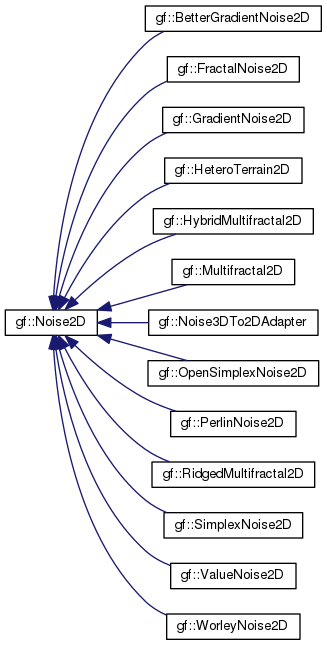 gf::BetterGradientNoise2D
gf::FractalNoise2D
gf::GradientNoise2D
gf::HeteroTerrain2D
gf::HybridMultifractal2D
gf::Multifractal2D
gf::Noise2D
gf::Noise3DTo2DAdapter
gf::OpenSimplexNoise2D
gf::PerlinNoise2D
gf::RidgedMultifractal2D
gf::SimplexNoise2D
gf::ValueNoise2D
gf::WorleyNoise2D